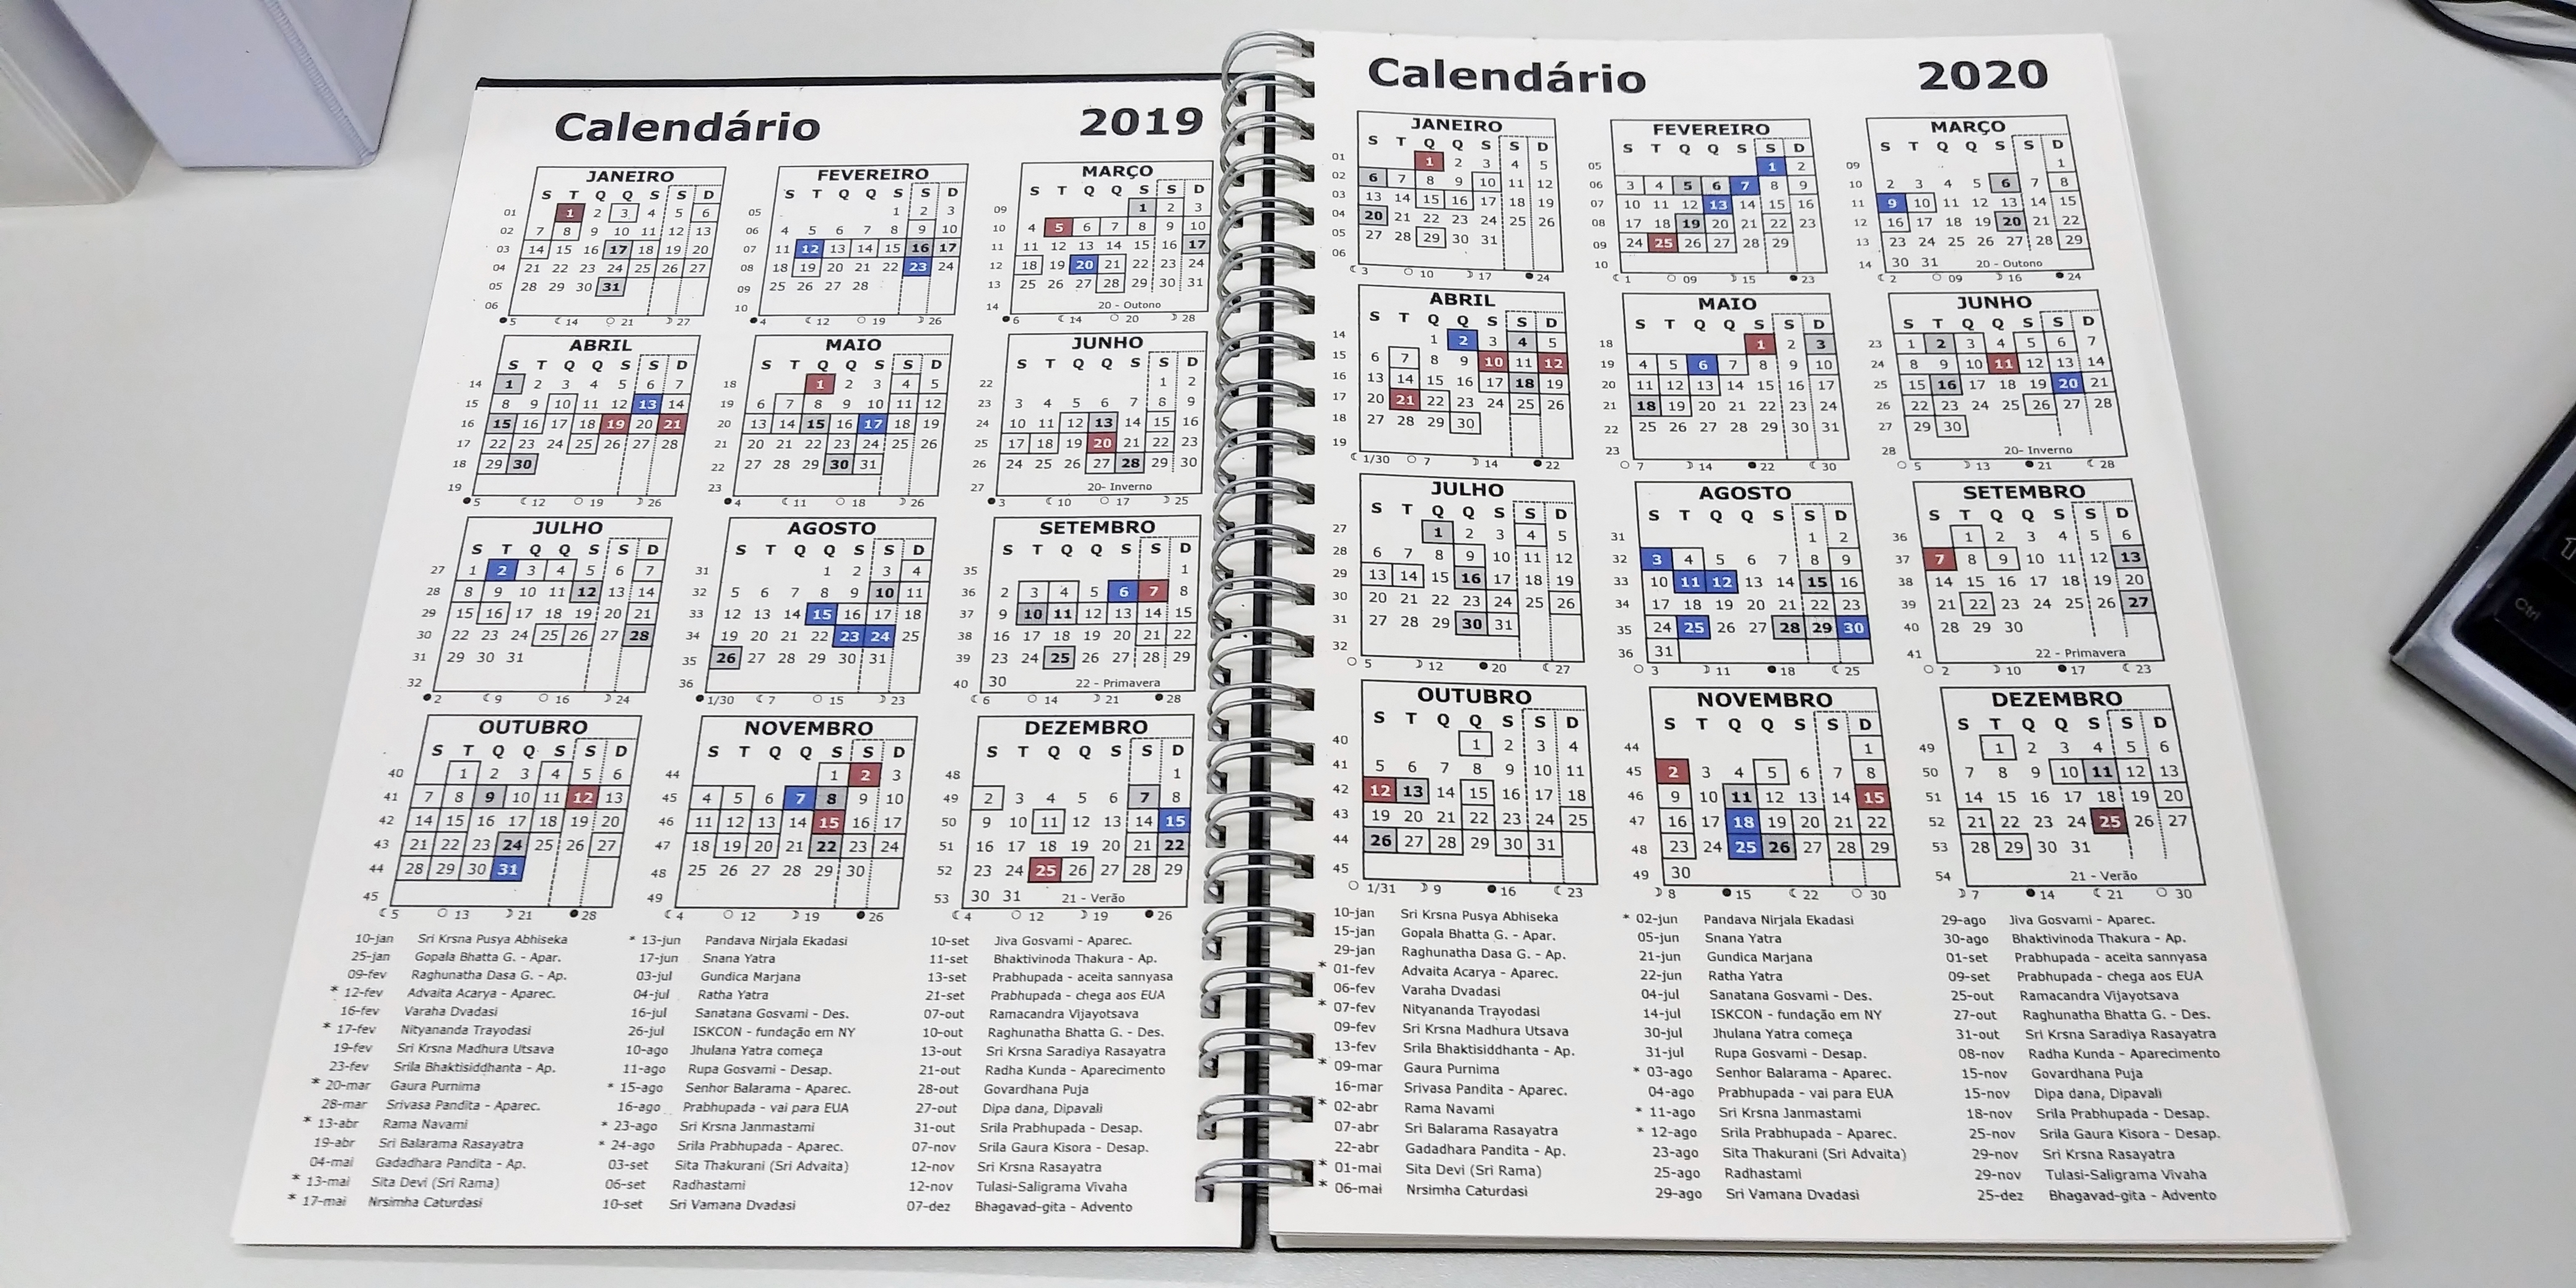 Calendário 2019
JANEIRO FEVEREIRO MARÇO
S T Q Q S S D S T Q Q S S D S T Q Q S S D
01 1 2 3 4 5 6 05 1 2 3 09 1 2 3
02 7 8 9 10 11 12 13 06 4 5 6 7 8 9 10 10 4 5 6 7 8 9 10
03 14 15 16 17 18 19 20 07 11 12 13 14 15 16 17 11 11 12 13 14 15 16 17
04 21 22 23 24 25 26 27 08 18 19 20 21 22 23 24 12 18 19 20 21 22 23 24
05 28 29 30 31 09 25 26 27 28 13 25 26 27 28 29 30 31
06 10 14 20 - Outono
●5 ☾14 ○21 ☽27 ●4 ☾12 ○19 ☽26 ●6 ☾14 ○20 ☽28
ABRIL MAIO JUNHO
S T Q Q S S D S T Q Q S S D S T Q Q S S D
14 1 2 3 4 5 6 7 18 1 2 3 4 5 22 1 2
15 8 9 10 11 12 13 14 19 6 7 8 9 10 11 12 23 3 4 5 6 7 8 9
16 15 16 17 18 19 20 21 20 13 14 15 16 17 18 19 24 10 11 12 13 14 15 16
17 22 23 24 25 26 27 28 21 20 21 22 23 24 25 26 25 17 18 19 20 21 22 23
18 29 30 22 27 28 29 30 31 26 24 25 26 27 28 29 30
19 23 27 20- Inverno
●5 ☾12 ○19 ☽26 ●4 ☾11 ○18 ☽26 ●3 ☾10 ○17 ☽25
JULHO AGOSTO SETEMBRO
S T Q Q S S D S T Q Q S S D S T Q Q S S D
27 1 2 3 4 5 6 7 31 1 2 3 4 35 1
28 8 9 10 11 12 13 14 32 5 6 7 8 9 10 11 36 2 3 4 5 6 7 8
29 15 16 17 18 19 20 21 33 12 13 14 15 16 17 18 37 9 10 11 12 13 14 15
30 22 23 24 25 26 27 28 34 19 20 21 22 23 24 25 38 16 17 18 19 20 21 22
31 29 30 31 35 26 27 28 29 30 31 39 23 24 25 26 27 28 29
32 36 40 30 22 - Primavera
●2 ☾9 ○16 ☽24 ●1/30 ☾7 ○15 ☽23 ☾6 ○14 ☽21 ●28
OUTUBRO NOVEMBRO DEZEMBRO
S T Q Q S S D S T Q Q S S D S T Q Q S S D
40 1 2 3 4 5 6 44 1 2 3 48 1
41 7 8 9 10 11 12 13 45 4 5 6 7 8 9 10 49 2 3 4 5 6 7 8
42 14 15 16 17 18 19 20 46 11 12 13 14 15 16 17 50 9 10 11 12 13 14 15
43 21 22 23 24 25 26 27 47 18 19 20 21 22 23 24 51 16 17 18 19 20 21 22
44 28 29 30 31 48 25 26 27 28 29 30 52 23 24 25 26 27 28 29
45 49 53 30 31 21 - Verão
☾5 ○13 ☽21 ●28 ☾4 ○12 ☽19 ●26 ☾4 ○12 ☽19 ●26
10-jan Sri Krsna Pusya Abhiseka
25-jan Gopala Bhatta G. - Apar.
09-fev Raghunatha Dasa G. - Ap.
* 12-fev Advaita Acarya - Aparec.
16-fev Varaha Dvadasi
* 17-fev Nityananda Trayodasi
19-fev Sri Krsna Madhura Utsava
23-fev Srila Bhaktisiddhanta - Ap.
* 20-mar Gaura Purnima
28-mar Srivasa Pandita - Aparec.
* 13-abr Rama Navami
19-abr Sri Balarama Rasayatra
04-mai Gadadhara Pandita - Ap.
* 13-mai Sita Devi (Sri Rama)
* 17-mai Nrsimha Caturdasi
* 13-jun Pandava Nirjala Ekadasi
17-jun Snana Yatra
03-jul Gundica Marjana
04-jul Ratha Yatra
16-jul Sanatana Gosvami - Des.
26-jul ISKCON - fundação em NY
10-ago Jhulana Yatra começa
11-ago Rupa Gosvami - Desap.
* 15-ago Senhor Balarama - Aparec.
16-ago Prabhupada - vai para EUA
* 23-ago Sri Krsna Janmastami
* 24-ago Srila Prabhupada - Aparec.
03-set Sita Thakurani (Sri Advaita)
06-set Radhastami
10-set Sri Vamana Dvadasi
10-set Jiva Gosvami - Aparec.
11-set Bhaktivinoda Thakura - Ap.
13-set Prabhupada - aceita sannyasa
21-set Prabhupada - chega aos EUA
07-out Ramacandra Vijayotsava
10-out Raghunatha Bhatta G. - Des.
13-out Sri Krsna Saradiya Rasayatra
21-out Radha Kunda - Aparecimento
28-out Govardhana Puja
27-out Dipa dana, Dipavali
31-out Srila Prabhupada - Desap.
07-nov Srila Gaura Kisora - Desap.
12-nov Sri Krsna Rasayatra
12-nov Tulasi-Saligrama Vivaha
07-dez Bhagavad-gita - Advento
Calendário 2020
JANEIRO FEVEREIRO MARÇO
S T Q Q S S D S T Q Q S S D S T Q Q S S D
01 1 2 3 4 5 05 1 2 09 1
02 6 7 8 9 10 11 12 06 3 4 5 6 7 8 9 10 2 3 4 5 6 7 8
03 13 14 15 16 17 18 19 07 10 11 12 13 14 15 16 11 9 10 11 12 13 14 15
04 20 21 22 23 24 25 26 08 17 18 19 20 21 22 23 12 16 17 18 19 20 21 22
05 27 28 29 30 31 09 24 25 26 27 28 29 13 23 24 25 26 27 28 29
06 10 14 30 31 20 - Outono
☾3 ○10 ☽17 ●24 ☾1 ○09 ☽15 ●23 ☾2 ○09 ☽16 ●24
ABRIL MAIO JUNHO
S T Q Q S S D S T Q Q S S D S T Q Q S S D
14 1 2 3 4 5 18 1 2 3 23 1 2 3 4 5 6 7
15 6 7 8 9 10 11 12 19 4 5 6 7 8 9 10 24 8 9 10 11 12 13 14
16 13 14 15 16 17 18 19 20 11 12 13 14 15 16 17 25 15 16 17 18 19 20 21
17 20 21 22 23 24 25 26 21 18 19 20 21 22 23 24 26 22 23 24 25 26 27 28
18 27 28 29 30 22 25 26 27 28 29 30 31 27 29 30
19 23 28 20- Inverno
☾1/30 ○7 ☽14 ●22 ○7 ☽14 ●22 ☾30 ○5 ☽13 ●21 ☾28
JULHO AGOSTO SETEMBRO
S T Q Q S S D S T Q Q S S D S T Q Q S S D
27 1 2 3 4 5 31 1 2 36 1 2 3 4 5 6
28 6 7 8 9 10 11 12 32 3 4 5 6 7 8 9 37 7 8 9 10 11 12 13
29 13 14 15 16 17 18 19 33 10 11 12 13 14 15 16 38 14 15 16 17 18 19 20
30 20 21 22 23 24 25 26 34 17 18 19 20 21 22 23 39 21 22 23 24 25 26 27
31 27 28 29 30 31 35 24 25 26 27 28 29 30 40 28 29 30
32 36 31 41 22 - Primavera
○5 ☽12 ●20 ☾27 ○3 ☽11 ●18 ☾25 ○2 ☽10 ●17 ☾23
OUTUBRO NOVEMBRO DEZEMBRO
S T Q Q S S D S T Q Q S S D S T Q Q S S D
40 1 2 3 4 44 1 49 1 2 3 4 5 6
41 5 6 7 8 9 10 11 45 2 3 4 5 6 7 8 50 7 8 9 10 11 12 13
42 12 13 14 15 16 17 18 46 9 10 11 12 13 14 15 51 14 15 16 17 18 19 20
43 19 20 21 22 23 24 25 47 16 17 18 19 20 21 22 52 21 22 23 24 25 26 27
44 26 27 28 29 30 31 48 23 24 25 26 27 28 29 53 28 29 30 31
45 49 30 54 21 - Verão
○1/31 ☽9 ●16 ☾23 ☽8 ●15 ☾22 ○30 ☽7 ●14 ☾21 ○30
10-jan Sri Krsna Pusya Abhiseka
15-jan Gopala Bhatta G. - Apar.
29-jan Raghunatha Dasa G. - Ap.
* 01-fev Advaita Acarya - Aparec.
06-fev Varaha Dvadasi
* 07-fev Nityananda Trayodasi
09-fev Sri Krsna Madhura Utsava
13-fev Srila Bhaktisiddhanta - Ap.
* 09-mar Gaura Purnima
16-mar Srivasa Pandita - Aparec.
* 02-abr Rama Navami
07-abr Sri Balarama Rasayatra
22-abr Gadadhara Pandita - Ap.
* 01-mai Sita Devi (Sri Rama)
* 06-mai Nrsimha Caturdasi
* 02-jun Pandava Nirjala Ekadasi
05-jun Snana Yatra
21-jun Gundica Marjana
22-jun Ratha Yatra
04-jul Sanatana Gosvami - Des.
14-jul ISKCON - fundação em NY
30-jul Jhulana Yatra começa
31-jul Rupa Gosvami - Desap.
* 03-ago Senhor Balarama - Aparec.
04-ago Prabhupada - vai para EUA
* 11-ago Sri Krsna Janmastami
* 12-ago Srila Prabhupada - Aparec.
23-ago Sita Thakurani (Sri Advaita)
25-ago Radhastami
29-ago Sri Vamana Dvadasi
29-ago Jiva Gosvami - Aparec.
30-ago Bhaktivinoda Thakura - Ap.
01-set Prabhupada - aceita sannyasa
09-set Prabhupada - chega aos EUA
25-out Ramacandra Vijayotsava
27-out Raghunatha Bhatta G. - Des.
31-out Sri Krsna Saradiya Rasayatra
08-nov Radha Kunda - Aparecimento
15-nov Govardhana Puja
15-nov Dipa dana, Dipavali
18-nov Srila Prabhupada - Desap.
25-nov Srila Gaura Kisora - Desap.
29-nov Sri Krsna Rasayatra
29-nov Tulasi-Saligrama Vivaha
25-dez Bhagavad-gita - Advento
Ctrl